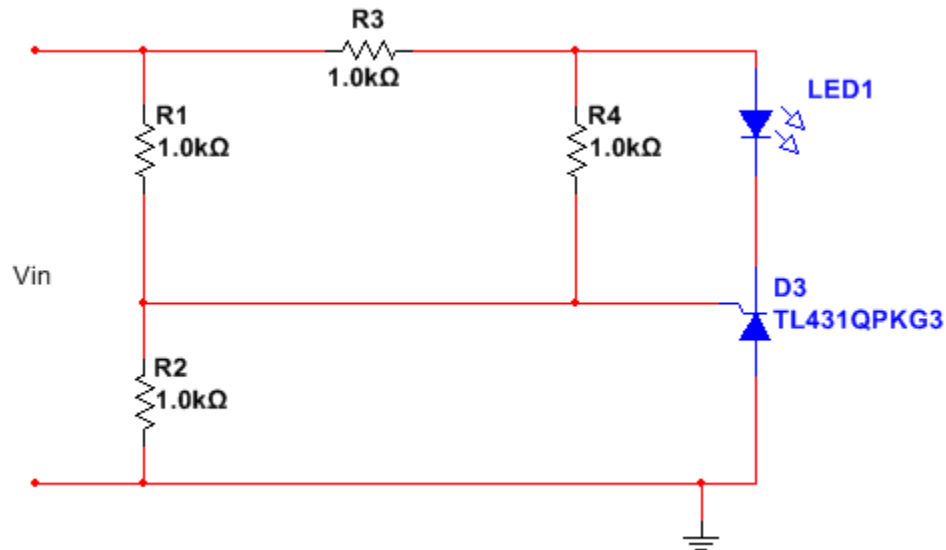 R3
1.0kΩ
LED1
R1
1.0kΩ
R4
1.0kΩ
Vin
D3
TL431QPKG3
R2
1.0kΩ